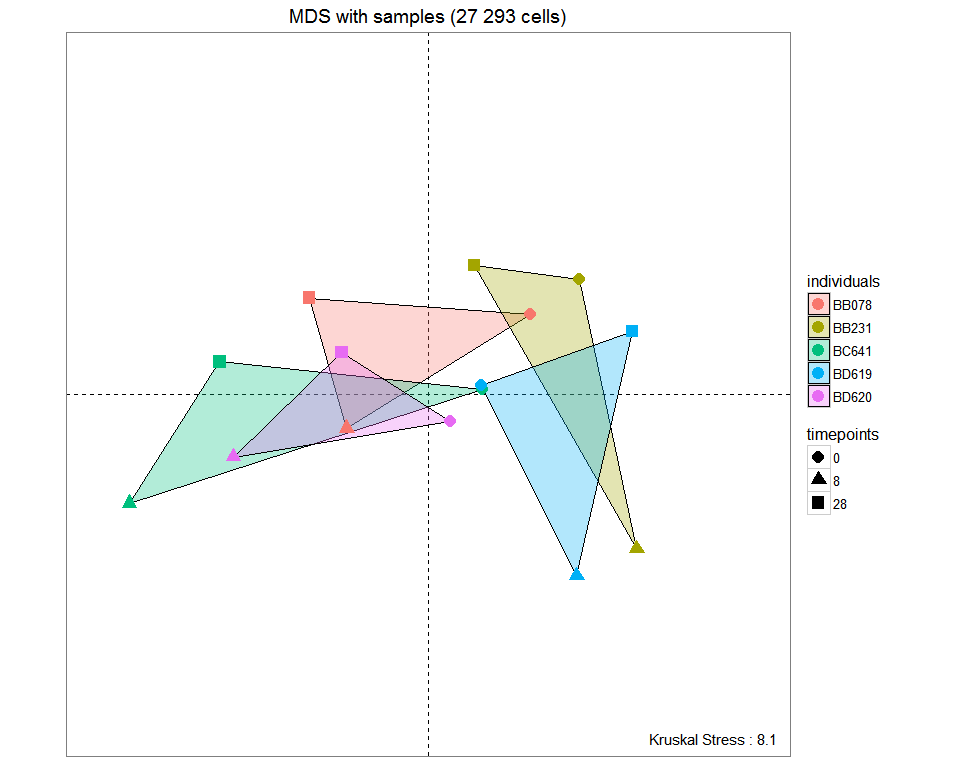 MDS with samples (27 293 cells)
individuals
BB078
BB231
BC641
BD619
BD620
timepoints
0
8
28
Kruskal Stress : 8.1